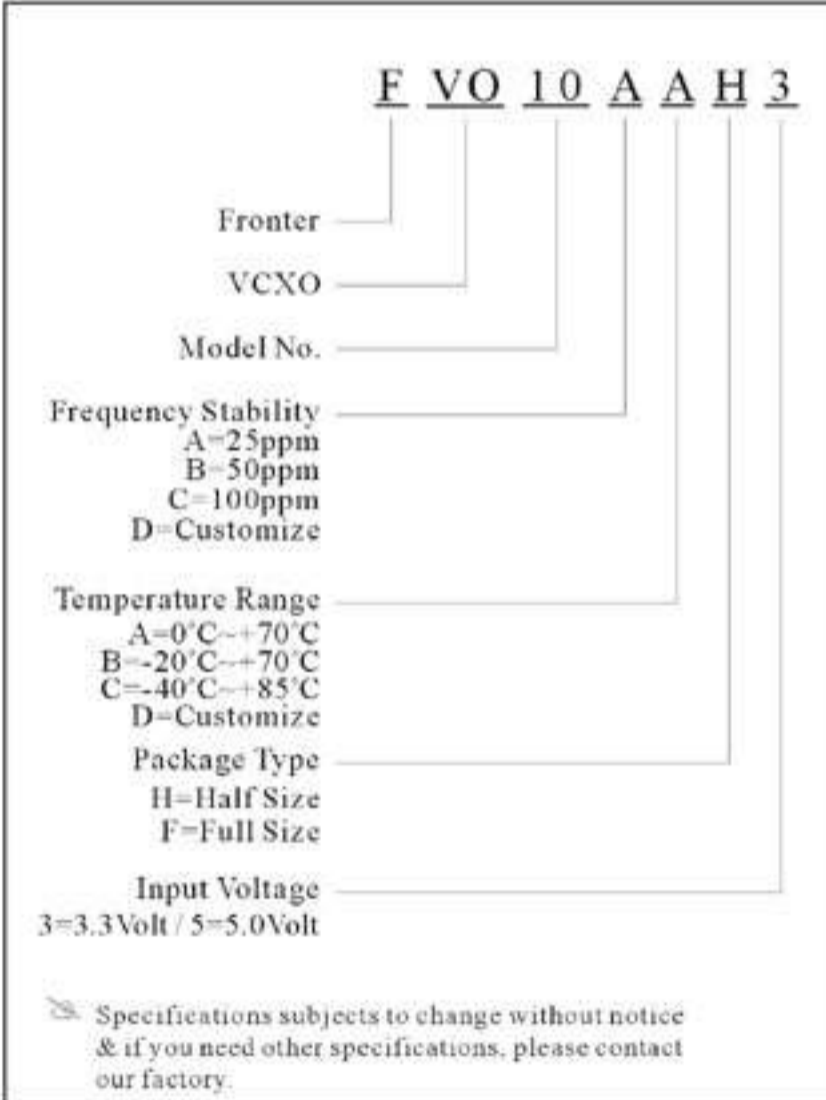 F VO 10 A A H 3
Fronter
VCXO
Model No.
Frequency Stability
A=25ppm
B=50ppm
C=100ppm
D=Customize
Temperature Range
A=0°C~+70°C
B=-20°C~+70°C
C=-40°C~+85°C
D=Customize
Package Type
H=Half Size
F=Full Size
Input Voltage
3=3.3Volt / 5=5.0Volt
Specifications subjects to change without notice
& if you need other specifications, please contact
our factory.